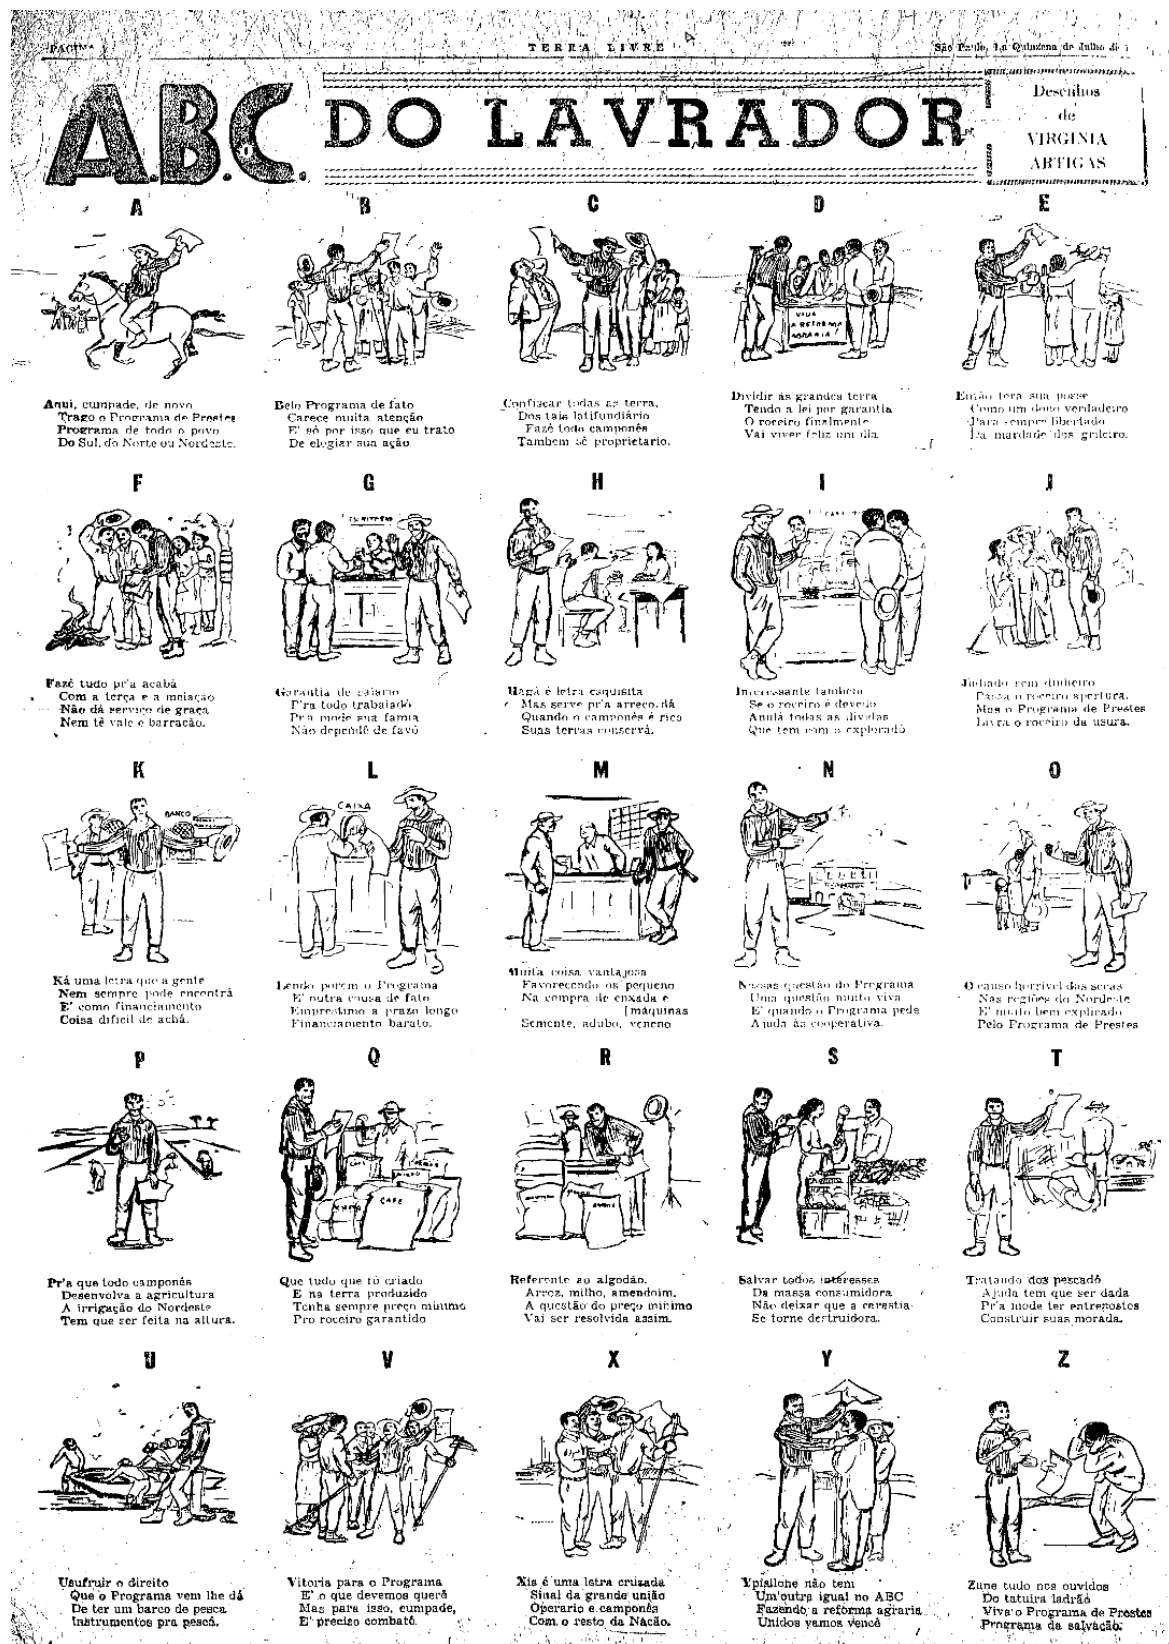 PAGINA
TERRA LIVRE
São Paulo, 1a Quinzena de Julho de
A.B.C. DO LAVRADOR
Desenhos
de
VIRGINIA
ARTIGAS
A
Aqui, cumpade, de novo
Trago o Programa de Prestes
Programa de todo o povo
Do Sul, do Norte ou Nordeste.
B
Belo Programa de fato
Carece muita atenção
E' só por isso que eu trato
De elogiar sua ação.
C
Confiscar todas as terra,
Dos tais latifundiário
Fazê todo camponês
Tambem sê proprietario.
D
VIVA
A REFORMA
AGRARIA!
Dividir ás grandes terra
Tendo a lei por garantia
O roceiro finalmente
Vai viver feliz um dia.
E
Então terá sua posse
Como um dono verdadeiro
Para sempre libertado
Da mardade dos grileiro.
F
Fazê tudo pr'a acabá
Com a terça e a meiação
Não dá serviço de graça
Nem tê vale e barracão.
G
Garantia de salario
P'ra todo trabaiadô
Pra mode sua famia
Não dependê de favô
H
Hagá é letra esquisita
Mas serve pr'a arreco,dá
Quando o camponês é rico
Suas terras conservá.
I
Interessante tambem
Se o roceiro é devedo
Anulá todas as dividas
Que tem com o exploradô
J
Judiado sem dinheiro
Passa o roceiro apertura.
Mas o Programa de Prestes
Livra o roceiro da usura.
K
BANCO
Ká uma letra que a gente
Nem sempre pode encontrá
E' como financiamento
Coisa dificil de achá.
L
CAIXA
Lendo porem o Programa
E' outra cousa de fato
Emprestimo a prazo longo
Financiamento barato.
M
Muita coisa vantajosa
Favorecendo os pequeno
Na compra de enxada e
[máquinas
Semente, adubo, veneno
N
Nessas questão do Programa
Uma questão muito viva
E' quando o Programa pede
Ajuda às cooperativa.
O
O causo horrivel das secas
Nas regiões do Nordeste
E' muito bem explicado
Pelo Programa de Prestes
P
Pr'a que todo camponês
Desenvolva a agricultura
A irrigação do Nordeste
Tem que ser feita na altura.
Q
CAFE
Que tudo que fô criado
E na terra produzido
Tenha sempre preço minimo
Pro roceiro garantido
R
Referente ao algodão.
Arroz, milho, amendoim.
A questão do preço minimo
Vai ser resolvida assim.
S
Salvar todos interesses
Da massa consumidora
Não deixar que a carestia
Se torne destruidora.
T
Tratando dos pescadô
Ajuda tem que ser dada
Pr'a mode ter entrepostos
Construir suas morada.
U
Usufruir o direito
Que o Programa vem lhe dá
De ter um barco de pesca
Instrumentos pra pescá.
V
Vitoria para o Programa
E' o que devemos querê
Mas para isso, cumpade,
E' preciso combatê.
X
Xis é uma letra cruzada
Sinal da grande união
Operario e camponês
Com o resto da Nação.
Y
Ypisilone não tem
Um outra igual no ABC
Fazendo a reforma agraria
Unidos vamos vencê
Z
Zune tudo nos ouvidos
Do tatuira ladrão
Viva o Programa de Prestes
Programa da salvação.